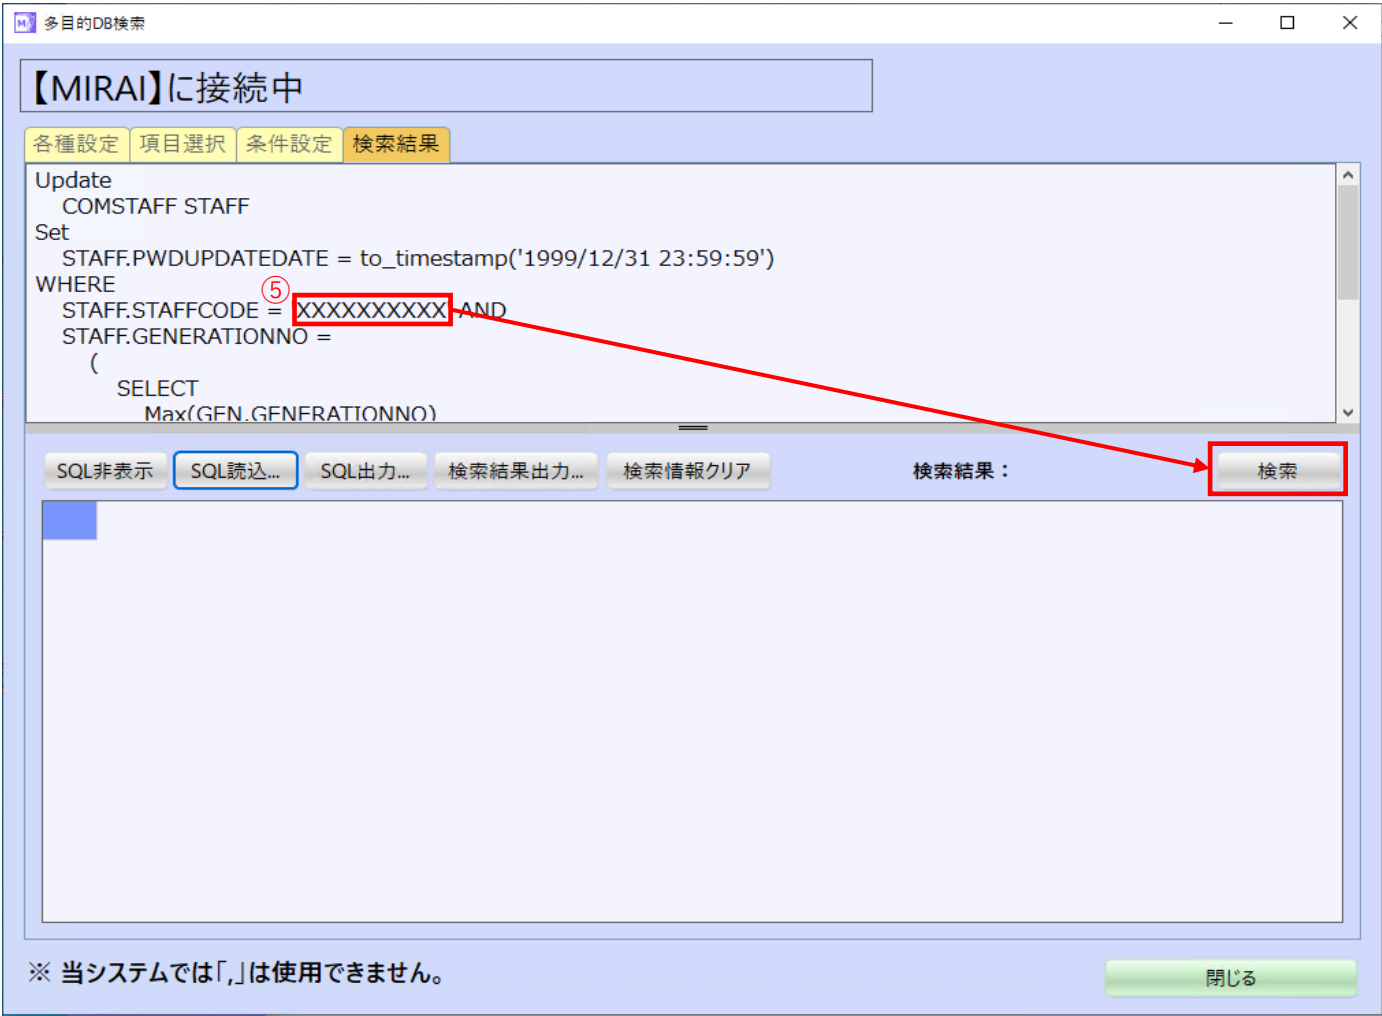 多目的DB検索
【MIRAI】に接続中
各種設定 項目選択 条件設定 検索結果
Update
COMSTAFF STAFF
Set
STAFF.PWDUPDATEDATE = to_timestamp('1999/12/31 23:59:59')
WHERE
⑤
STAFF.STAFFCODE = XXXXXXXXXX AND
STAFF.GENERATIONNO =
(
SELECT
Max(GEN.GENERATIONNO)
SQL非表示 SQL読込... SQL出力... 検索結果出力... 検索情報クリア 検索結果： 検索
※ 当システムでは「,」は使用できません。
閉じる